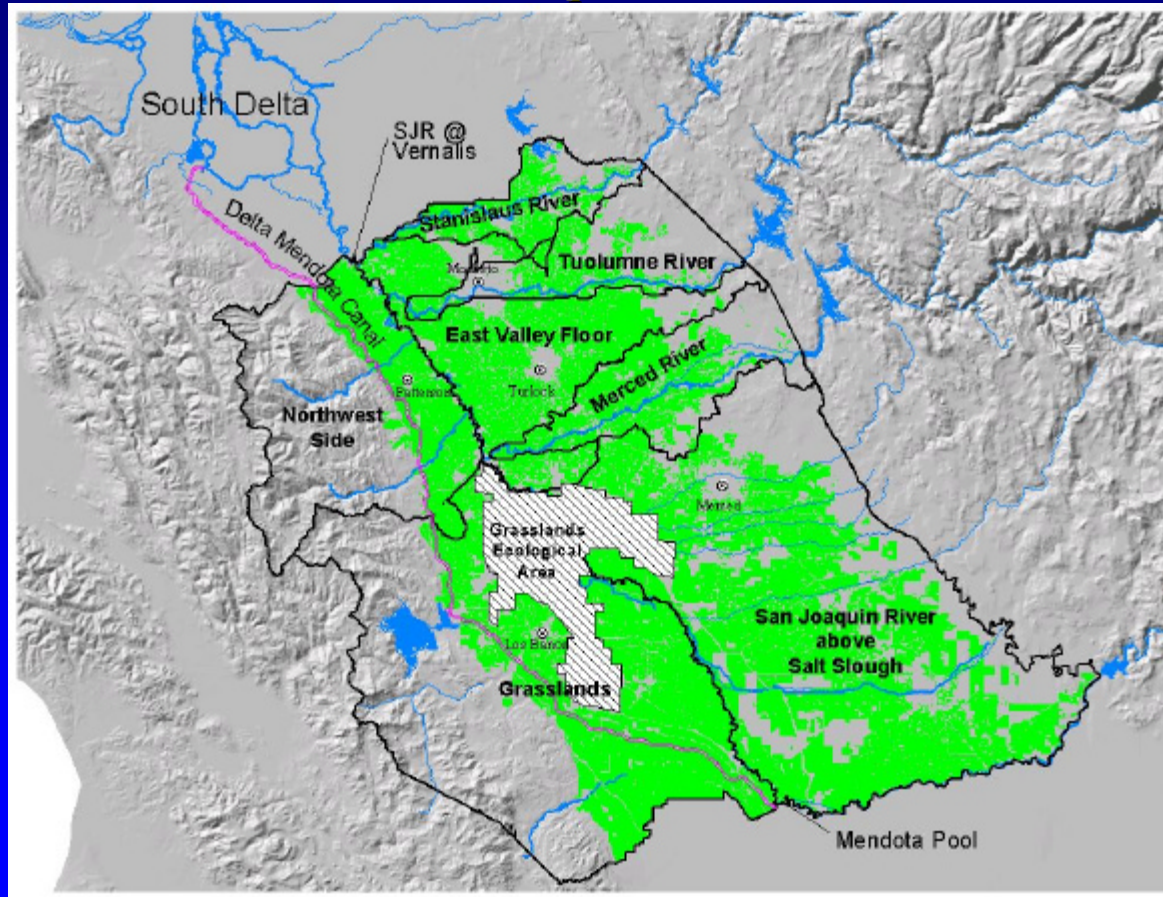 South Delta
SJR @
Vernalis
Stanislaus River
Delta Mendota Canal
Modesto
Tuolumne River
East Valley Floor
Merced River
Turlock
Patterson
Northwest
Side
Merced
Grasslands
Ecological
Area
San Joaquin River
above
Salt Slough
Los Banos
Grasslands
Mendota Pool